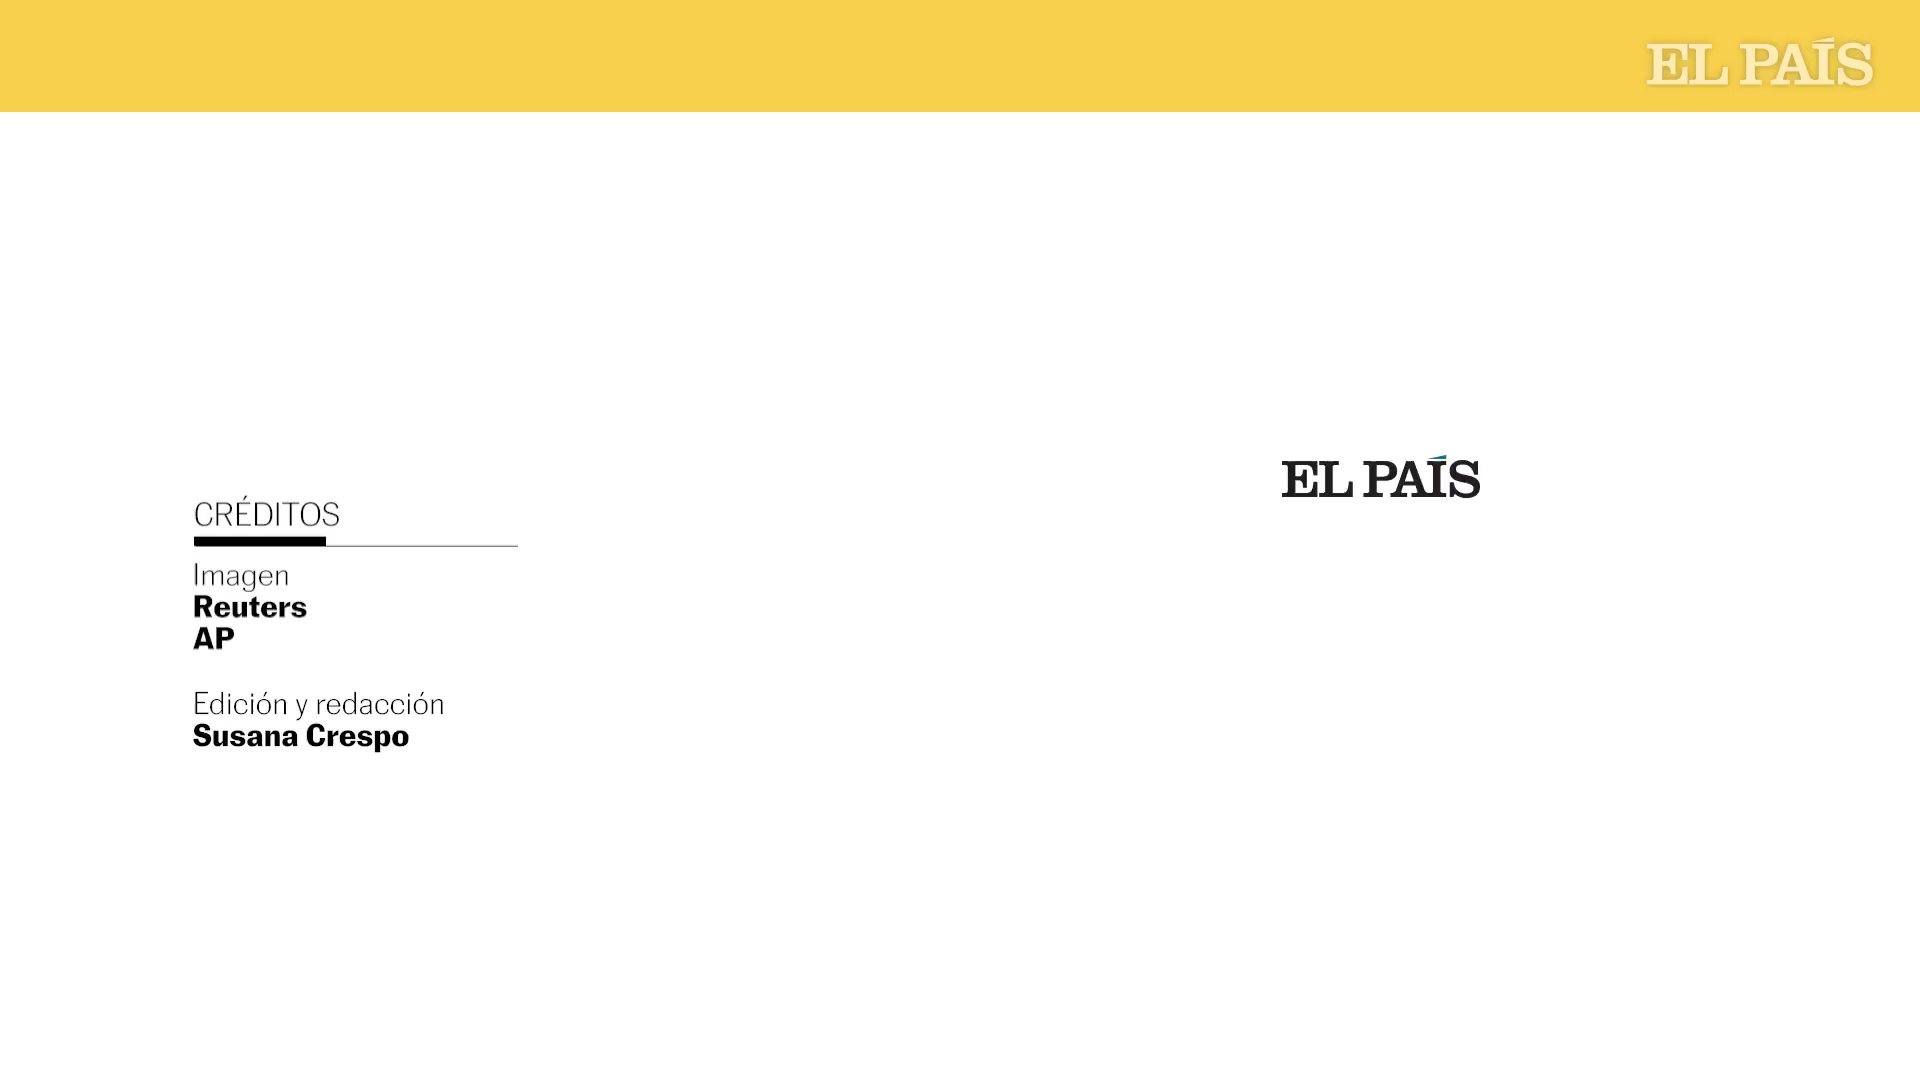 EL PAÍS
EL PAÍS
CRÉDITOS
Imagen
Reuters
AP
Edición y redacción
Susana Crespo